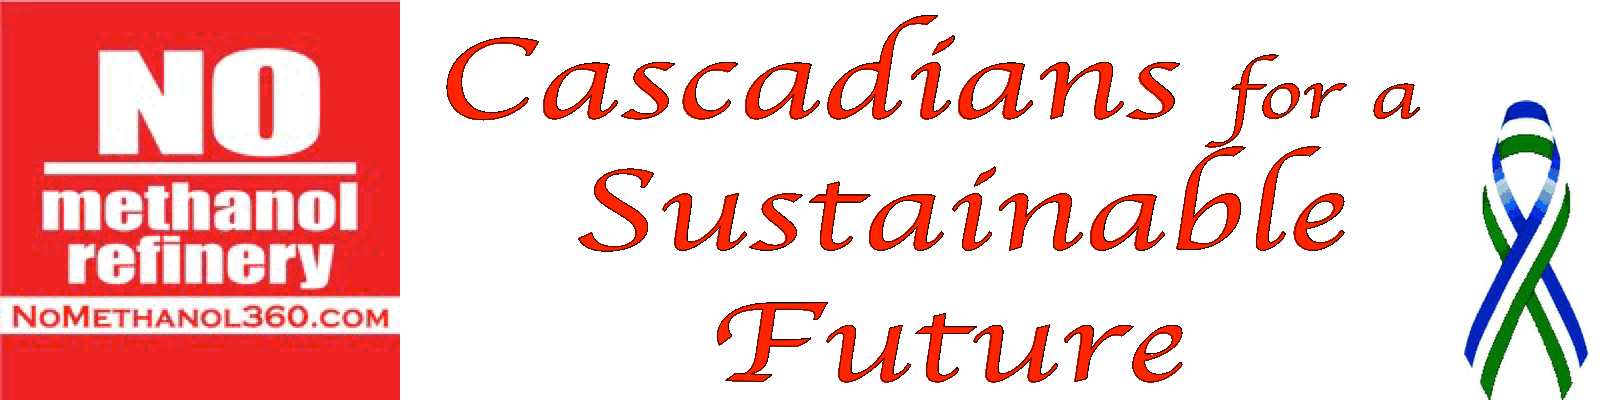 NO
methanol
refinery
NOMETHANOL360.COM
Cascadians for a
Sustainable
Future